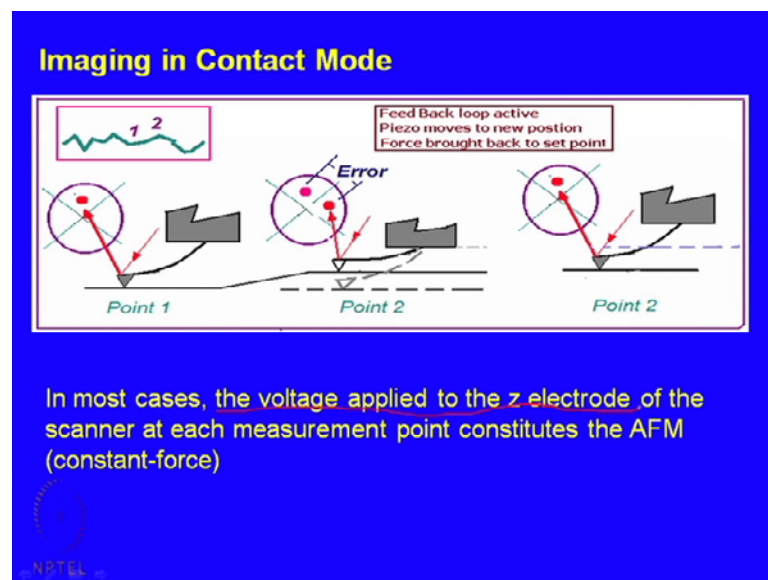 Imaging in Contact Mode
1 2
Feed Back loop active
Piezo moves to new postion
Force brought back to set point
Error
Point 1
Point 2
Point 2
In most cases, the voltage applied to the z electrode of the
scanner at each measurement point constitutes the AFM
(constant-force)
NPTEL